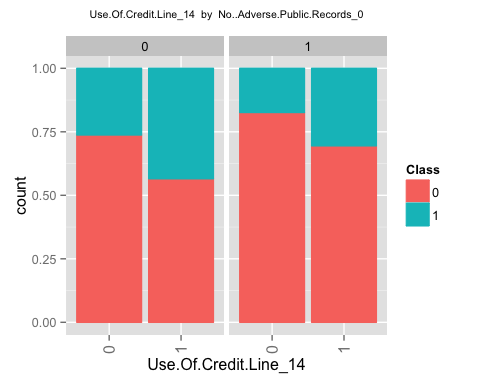 Use.Of.Credit.Line_14 by No..Adverse.Public.Records_0
0 1
1.00
0.75
0.50
0.25
0.00
count
0 1 0 1
Use.Of.Credit.Line_14
Class
0
1